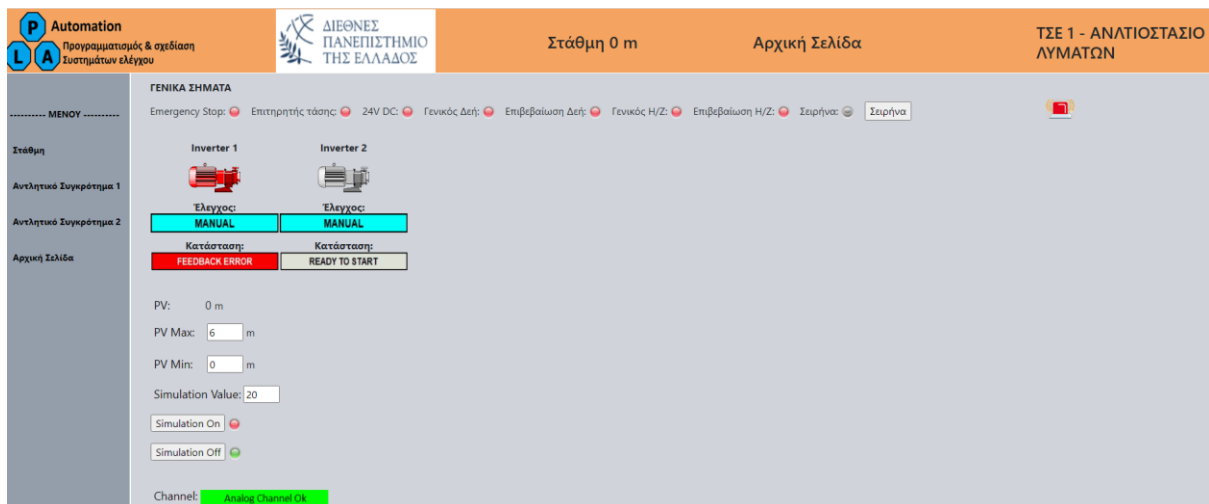 P Automation
Προγραμματισμός & σχεδίαση
L A Συστημάτων ελέγχου
ΔΙΕΘΝΕΣ
ΠΑΝΕΠΙΣΤΗΜΙΟ
ΤΗΣ ΕΛΛΑΔΟΣ
Στάθμη 0 m
Αρχική Σελίδα
ΤΣΕ 1 - ΑΝΛΤΙΟΣΤΑΣΙΟ
ΛΥΜΑΤΩΝ
---------- ΜΕΝΟΥ ----------
Στάθμη
Αντλητικό Συγκρότημα 1
Αντλητικό Συγκρότημα 2
Αρχική Σελίδα
ΓΕΝΙΚΑ ΣΗΜΑΤΑ
Emergency Stop: Επιτηρητής τάσης: 24V DC: Γενικός Δεή: Επιβεβαίωση Δεή: Γενικός Η/Ζ: Επιβεβαίωση Η/Ζ: Σειρήνα: Σειρήνα
Inverter 1 Inverter 2
Έλεγχος: Έλεγχος:
MANUAL MANUAL
Κατάσταση: Κατάσταση:
FEEDBACK ERROR READY TO START
PV: 0 m
PV Max: 6 m
PV Min: 0 m
Simulation Value: 20
Simulation On
Simulation Off
Channel: Analog Channel Ok